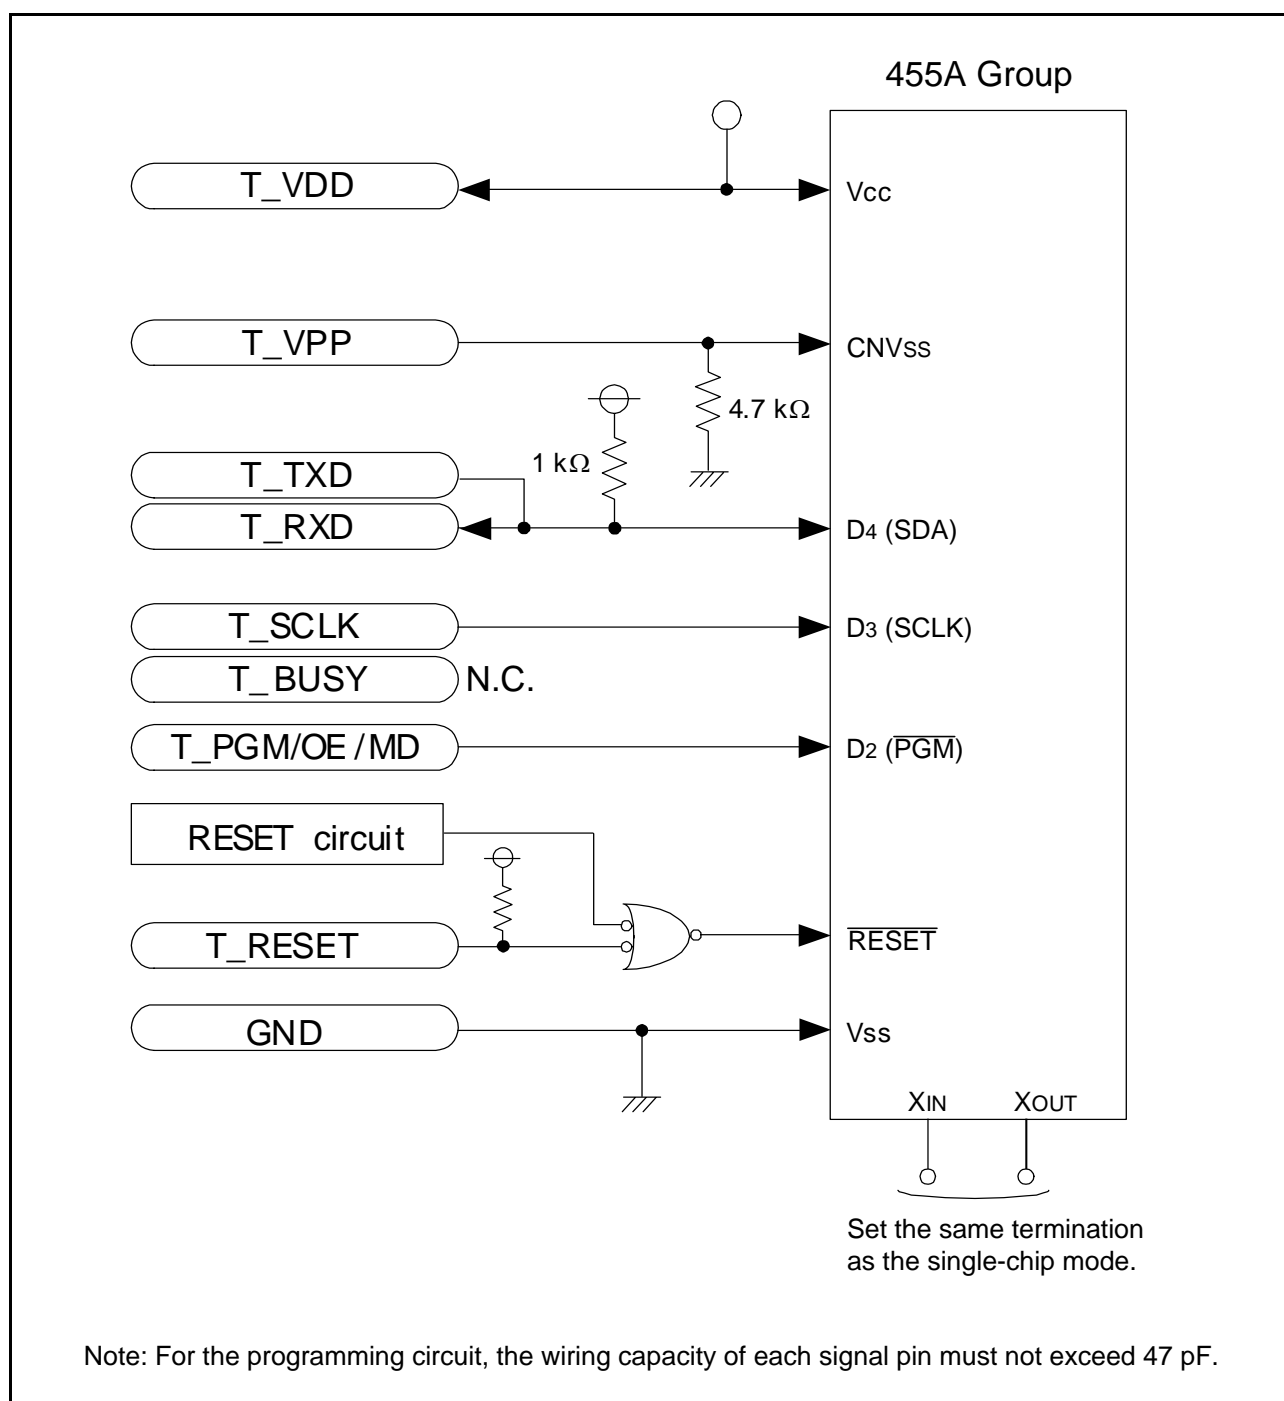 455A Group
T_VDD
Vcc
T_VPP
CNVSS
4.7 kΩ
1 kΩ
T_TXD
T_RXD
D4 (SDA)
T_SCLK
D3 (SCLK)
T_BUSY
N.C.
T_PGM/OE/MD
D2 (P̅G̅M̅)
RESET circuit
T_RESET
R̅E̅S̅E̅T̅
GND
Vss
XIN
XOUT
Set the same termination
as the single-chip mode.
Note: For the programming circuit, the wiring capacity of each signal pin must not exceed 47 pF.